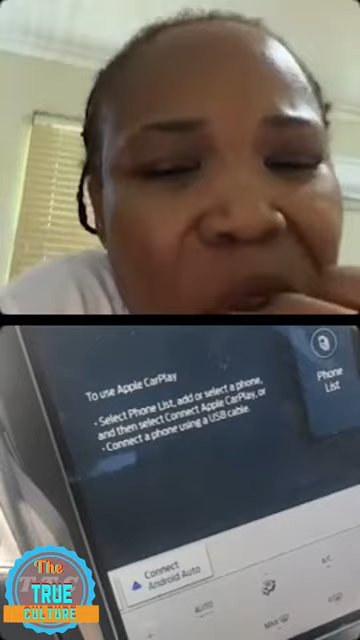 Phone
List
To use Apple CarPlay
• Select Phone List, add or select a phone,
and then select Connect Apple CarPlay, or
• Connect a phone using a USB cable.
Connect
Android Auto
AUTO
A/C
MAX
The
TRUE
CULTURE